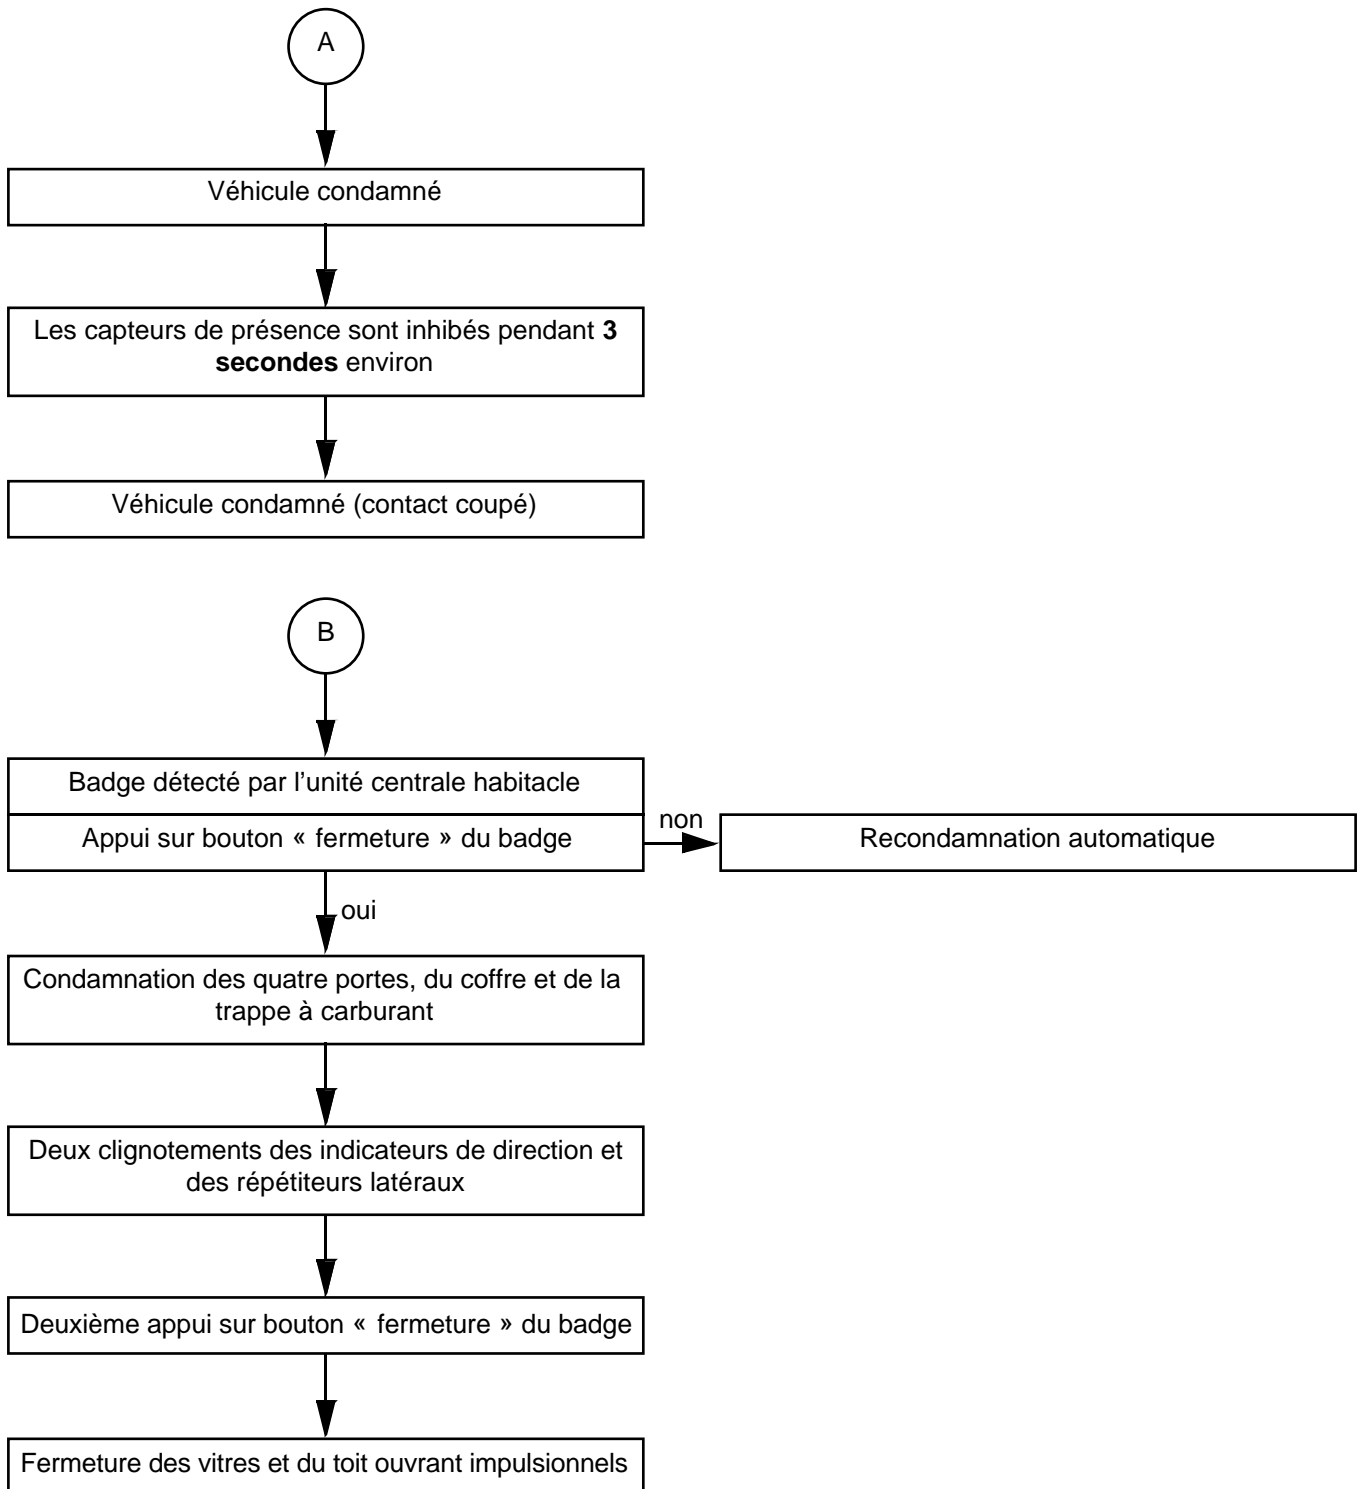 A
Véhicule condamné
Les capteurs de présence sont inhibés pendant 3
secondes environ
Véhicule condamné (contact coupé)
B
Badge détecté par l’unité centrale habitacle
Appui sur bouton « fermeture » du badge
non
Recondamnation automatique
oui
Condamnation des quatre portes, du coffre et de la
trappe à carburant
Deux clignotements des indicateurs de direction et
des répétiteurs latéraux
Deuxième appui sur bouton « fermeture » du badge
Fermeture des vitres et du toit ouvrant impulsionnels